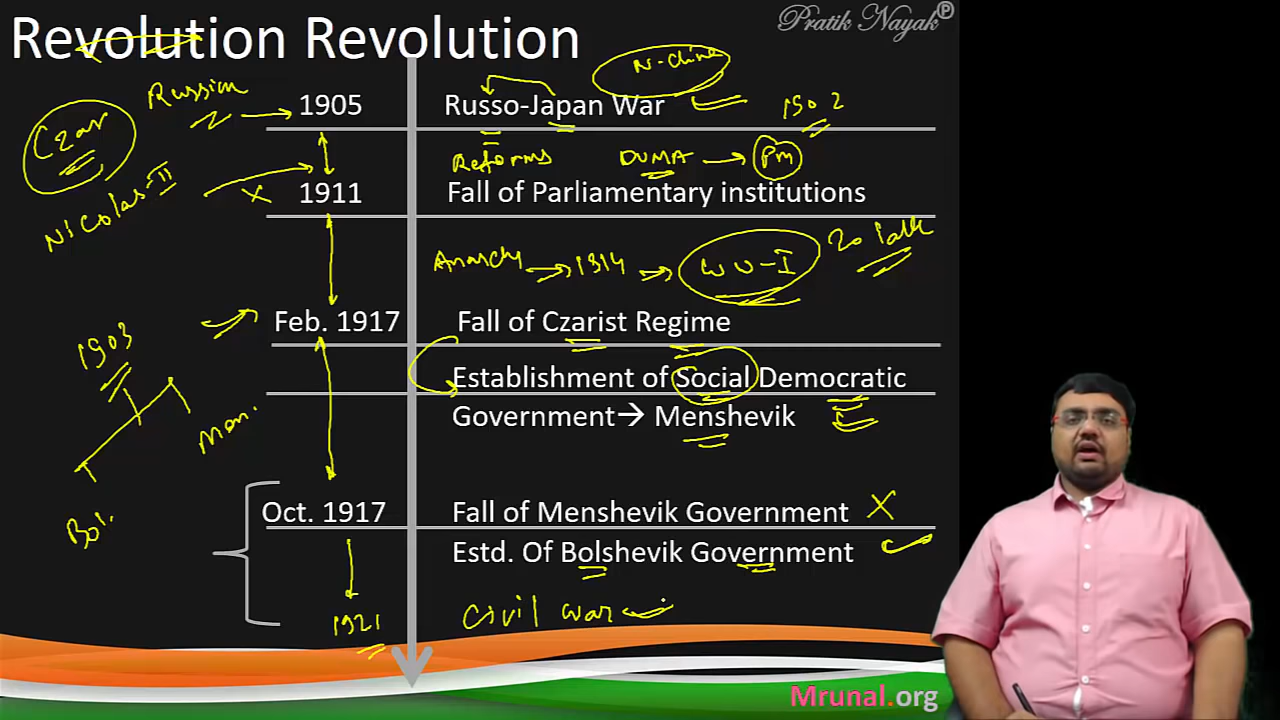 Revolution Revolution
Pratik Nayak P
N-China
Russian
1905 Russo-Japan War 1902
Czar
Reforms DUMA → PM
Nicolas-II
X 1911 Fall of Parliamentary institutions
Anarchy → 1914 → WW-I 20 lakh
Feb. 1917 Fall of Czarist Regime
1903
Establishment of Social Democratic
Government→ Menshevik
Men.
Bol.
Oct. 1917 Fall of Menshevik Government X
Estd. Of Bolshevik Government
1921 Civil war
Mrunal.org